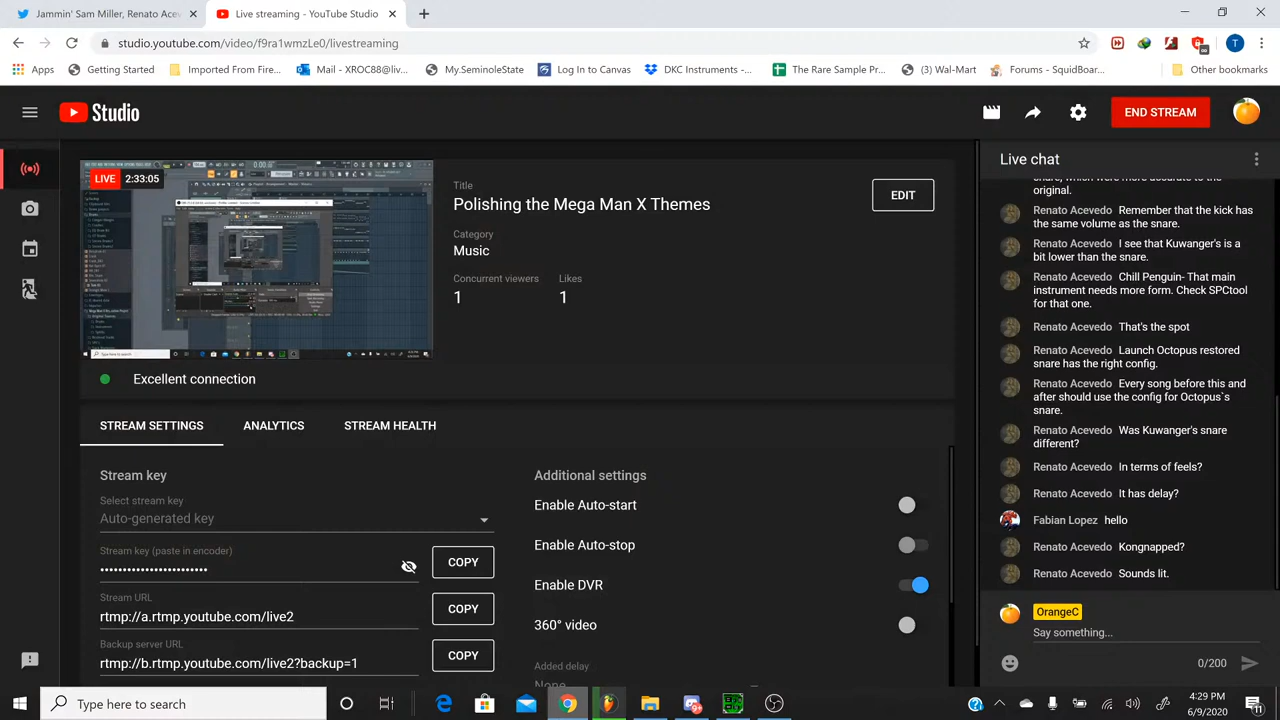 Jammin' Sam Miller, Renato Acev
Live streaming - YouTube Studio
studio.youtube.com/video/f9ra1wmzLe0/livestreaming
Apps
Getting Started
Imported From Fire...
Mail - XROC88@liv...
My.SeminoleState
Log In to Canvas
DKC Instruments -...
The Rare Sample Pr...
(3) Wal-Mart
Forums - SquidBoar...
Other bookmarks
Studio
END STREAM
LIVE 2:33:05
Title
Polishing the Mega Man X Themes
Category
Music
Concurrent viewers
1
Likes
1
EDIT
Excellent connection
STREAM SETTINGS
ANALYTICS
STREAM HEALTH
Stream key
Select stream key
Auto-generated key
Stream key (paste in encoder)
••••••••••••••••••••••••
COPY
Stream URL
rtmp://a.rtmp.youtube.com/live2
COPY
Backup server URL
rtmp://b.rtmp.youtube.com/live2?backup=1
COPY
Additional settings
Enable Auto-start
Enable Auto-stop
Enable DVR
360° video
Added delay
None
Live chat
snare, which were more accurate to the
original.
Renato Acevedo Remember that the kick has
the same volume as the snare.
Renato Acevedo I see that Kuwanger's is a
bit lower than the snare.
Renato Acevedo Chill Penguin- That main
instrument needs more form. Check SPCtool
for that one.
Renato Acevedo That's the spot
Renato Acevedo Launch Octopus restored
snare has the right config.
Renato Acevedo Every song before this and
after should use the config for Octopus`s
snare.
Renato Acevedo Was Kuwanger's snare
different?
Renato Acevedo In terms of feels?
Renato Acevedo It has delay?
Fabian Lopez hello
Renato Acevedo Kongnapped?
Renato Acevedo Sounds lit.
OrangeC
Say something...
0/200
Type here to search
4:29 PM
6/9/2020